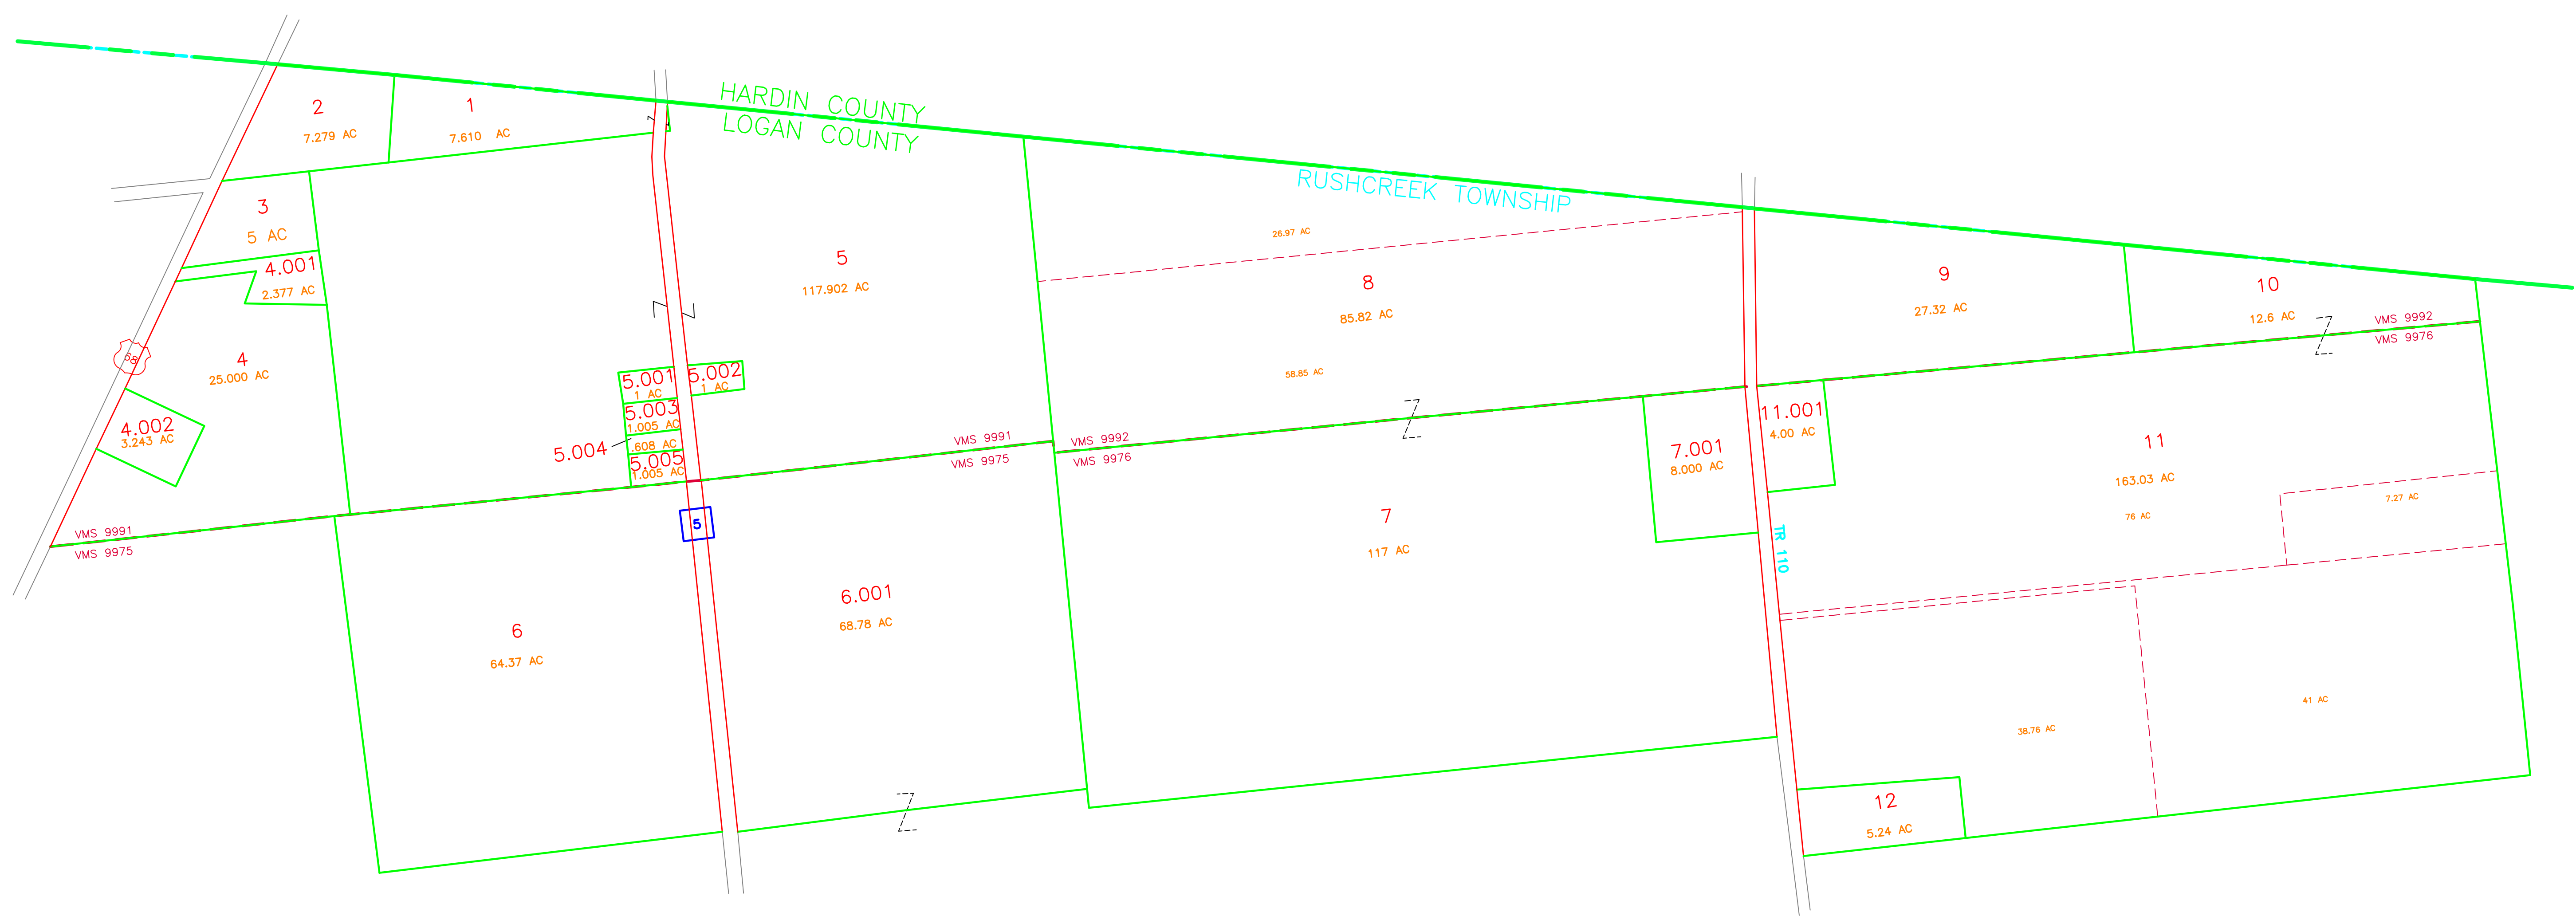 HARDIN COUNTY
LOGAN COUNTY
RUSHCREEK TOWNSHIP
2
7.279 AC
1
7.610 AC
3
5 AC
4.001
2.377 AC
68
4
25.000 AC
4.002
3.243 AC
VMS 9991
VMS 9975
5
117.902 AC
5.001
1 AC
5.002
1 AC
5.003
1.005 AC
5.004
.608 AC
5.005
1.005 AC
VMS 9991
VMS 9975
5
6
64.37 AC
6.001
68.78 AC
26.97 AC
8
85.82 AC
58.85 AC
VMS 9992
VMS 9976
7
117 AC
7.001
8.000 AC
TR 110
9
27.32 AC
10
12.6 AC
VMS 9992
VMS 9976
11.001
4.00 AC
11
163.03 AC
76 AC
7.27 AC
38.76 AC
41 AC
12
5.24 AC